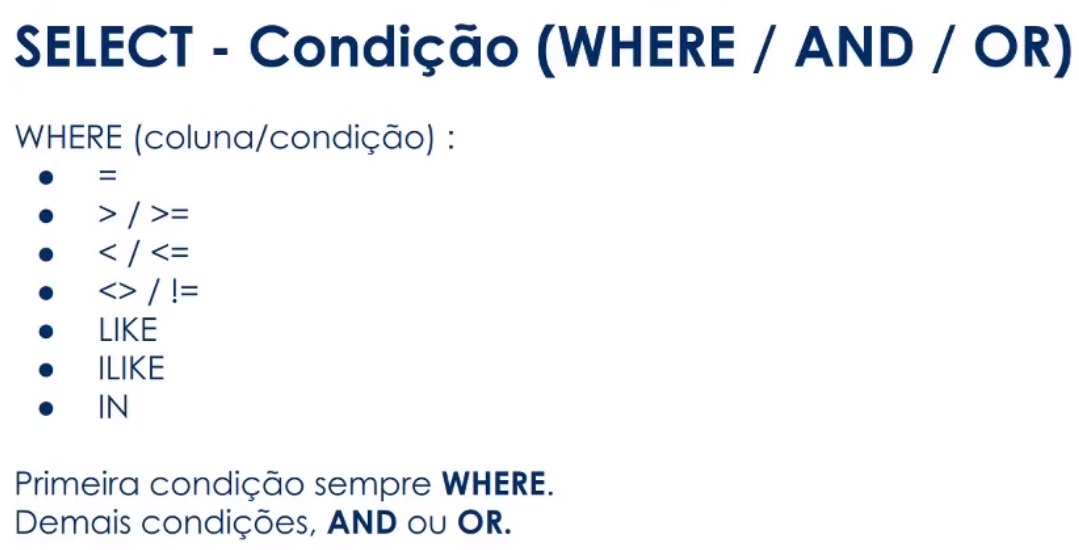 SELECT - Condição (WHERE / AND / OR)
WHERE (coluna/condição) :
● =
● > / >=
● < / <=
● <> / !=
● LIKE
● ILIKE
● IN
Primeira condição sempre WHERE.
Demais condições, AND ou OR.